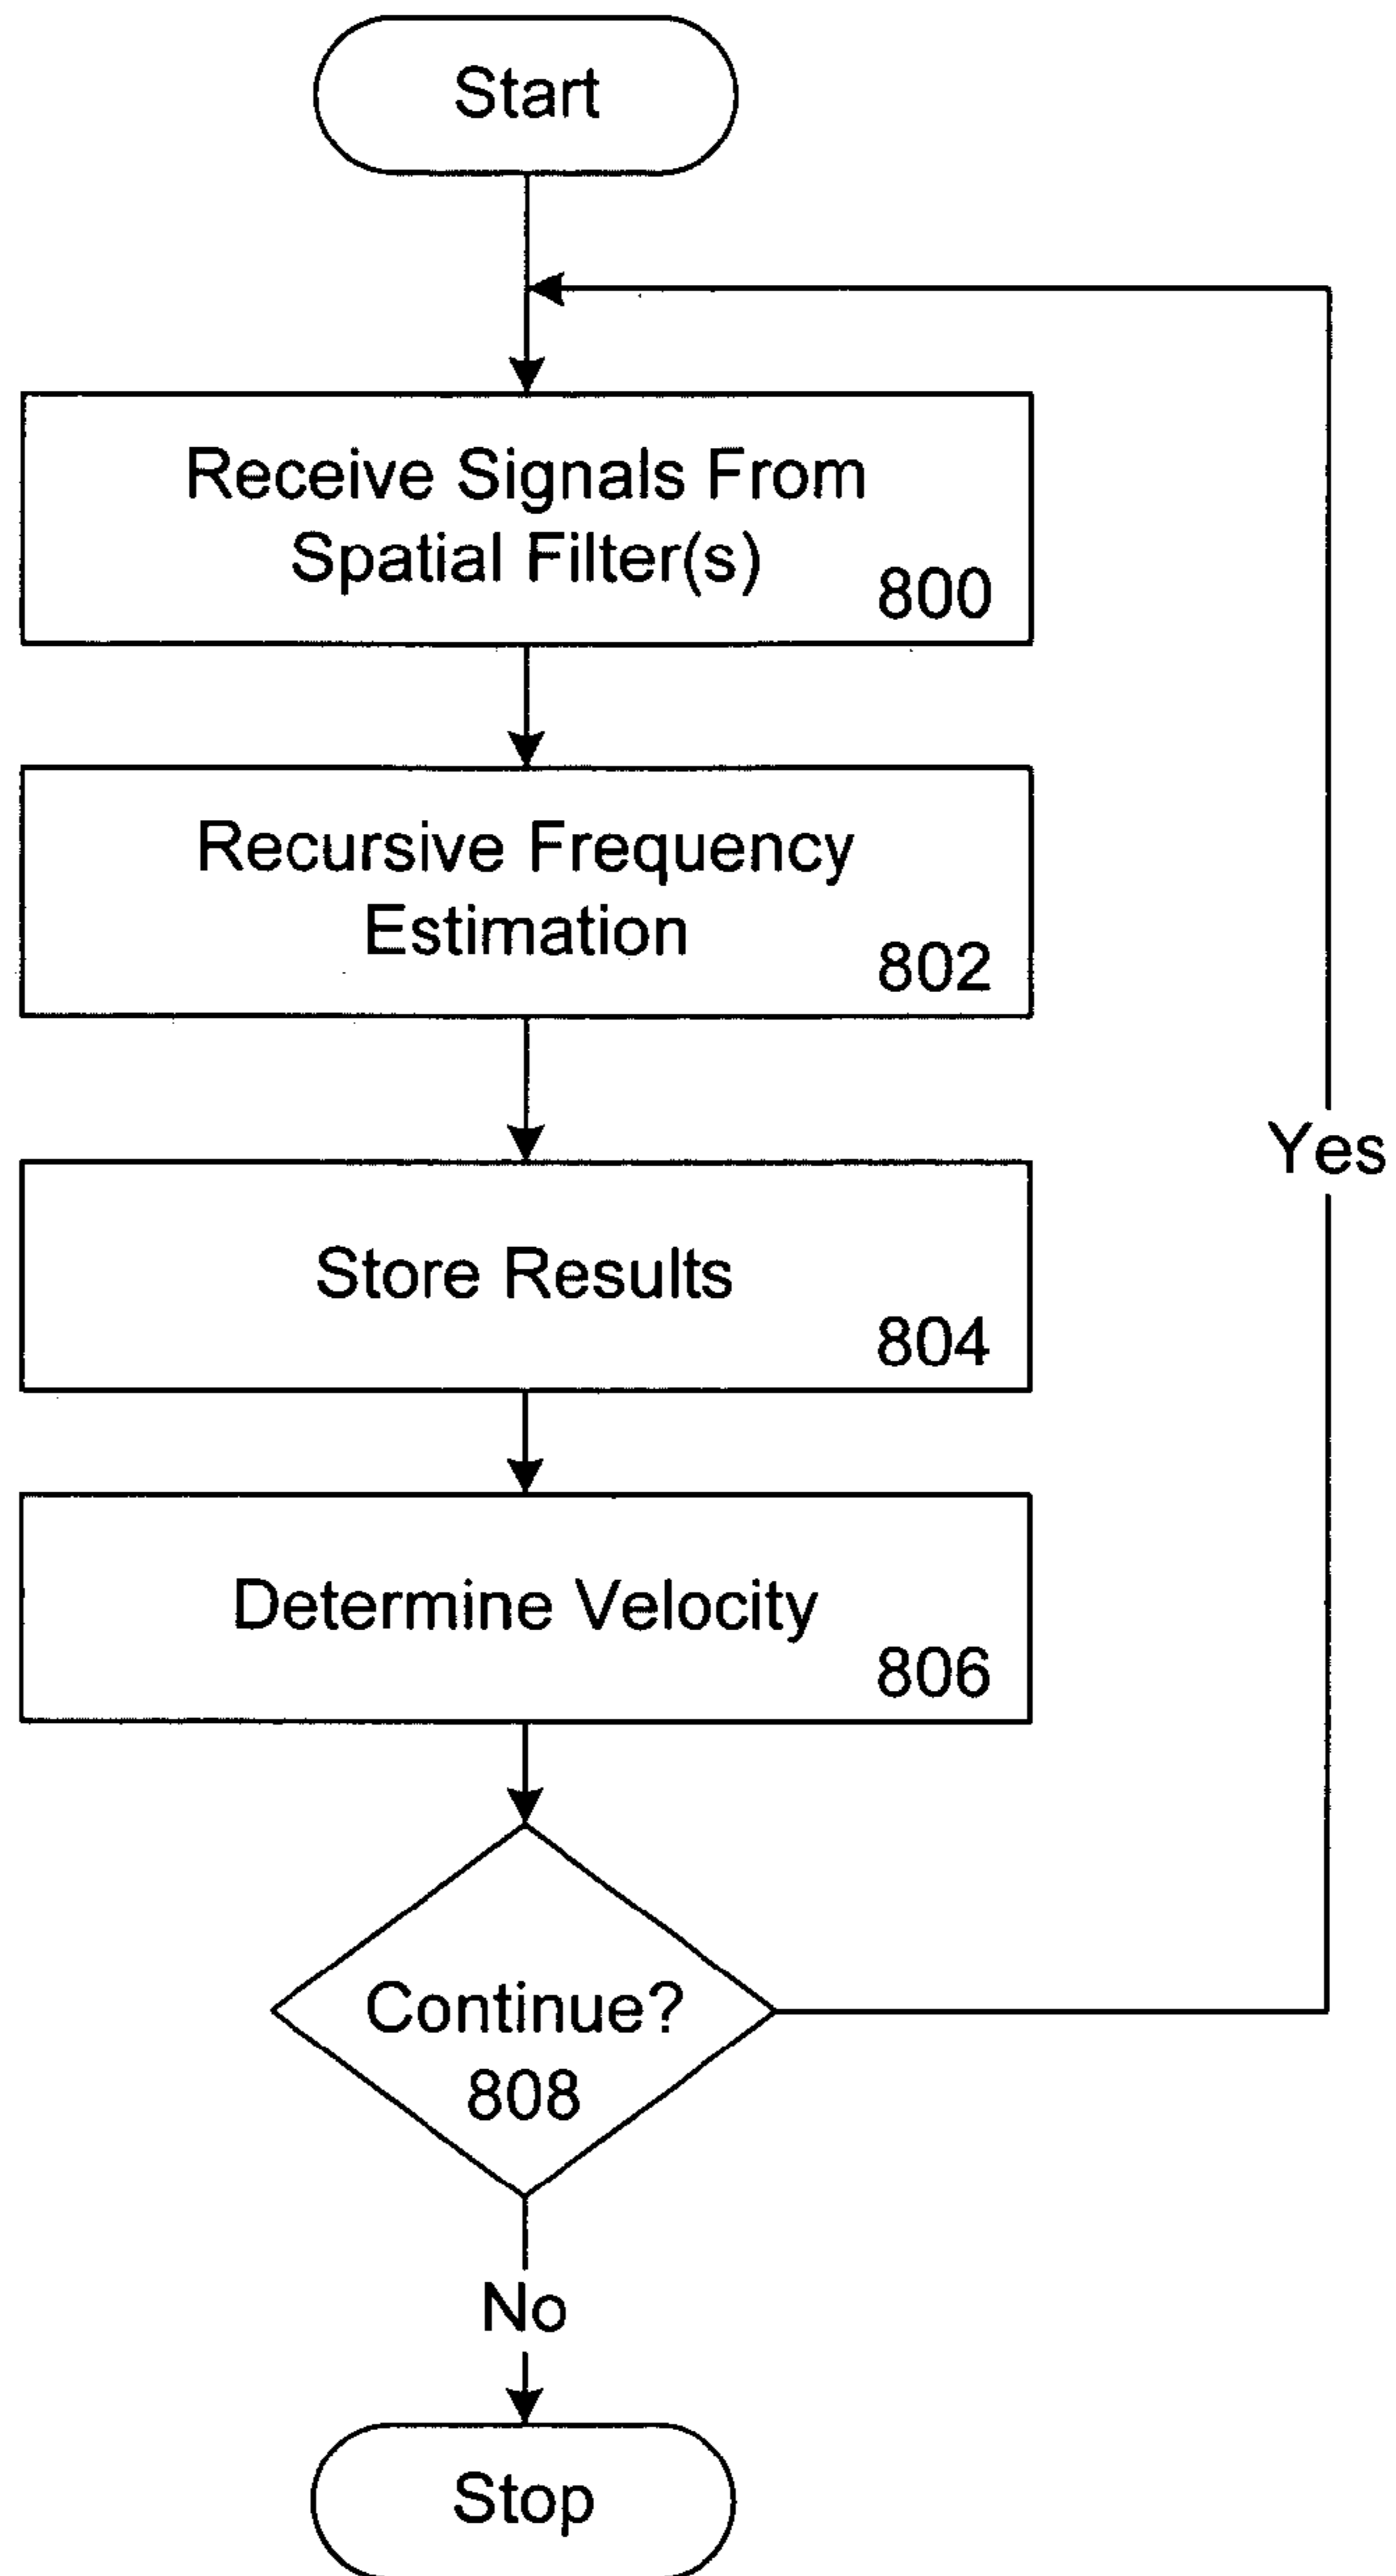 Start
Receive Signals From
Spatial Filter(s)
800
Recursive Frequency
Estimation
802
Yes
Store Results
804
Determine Velocity
806
Continue?
808
No
Stop